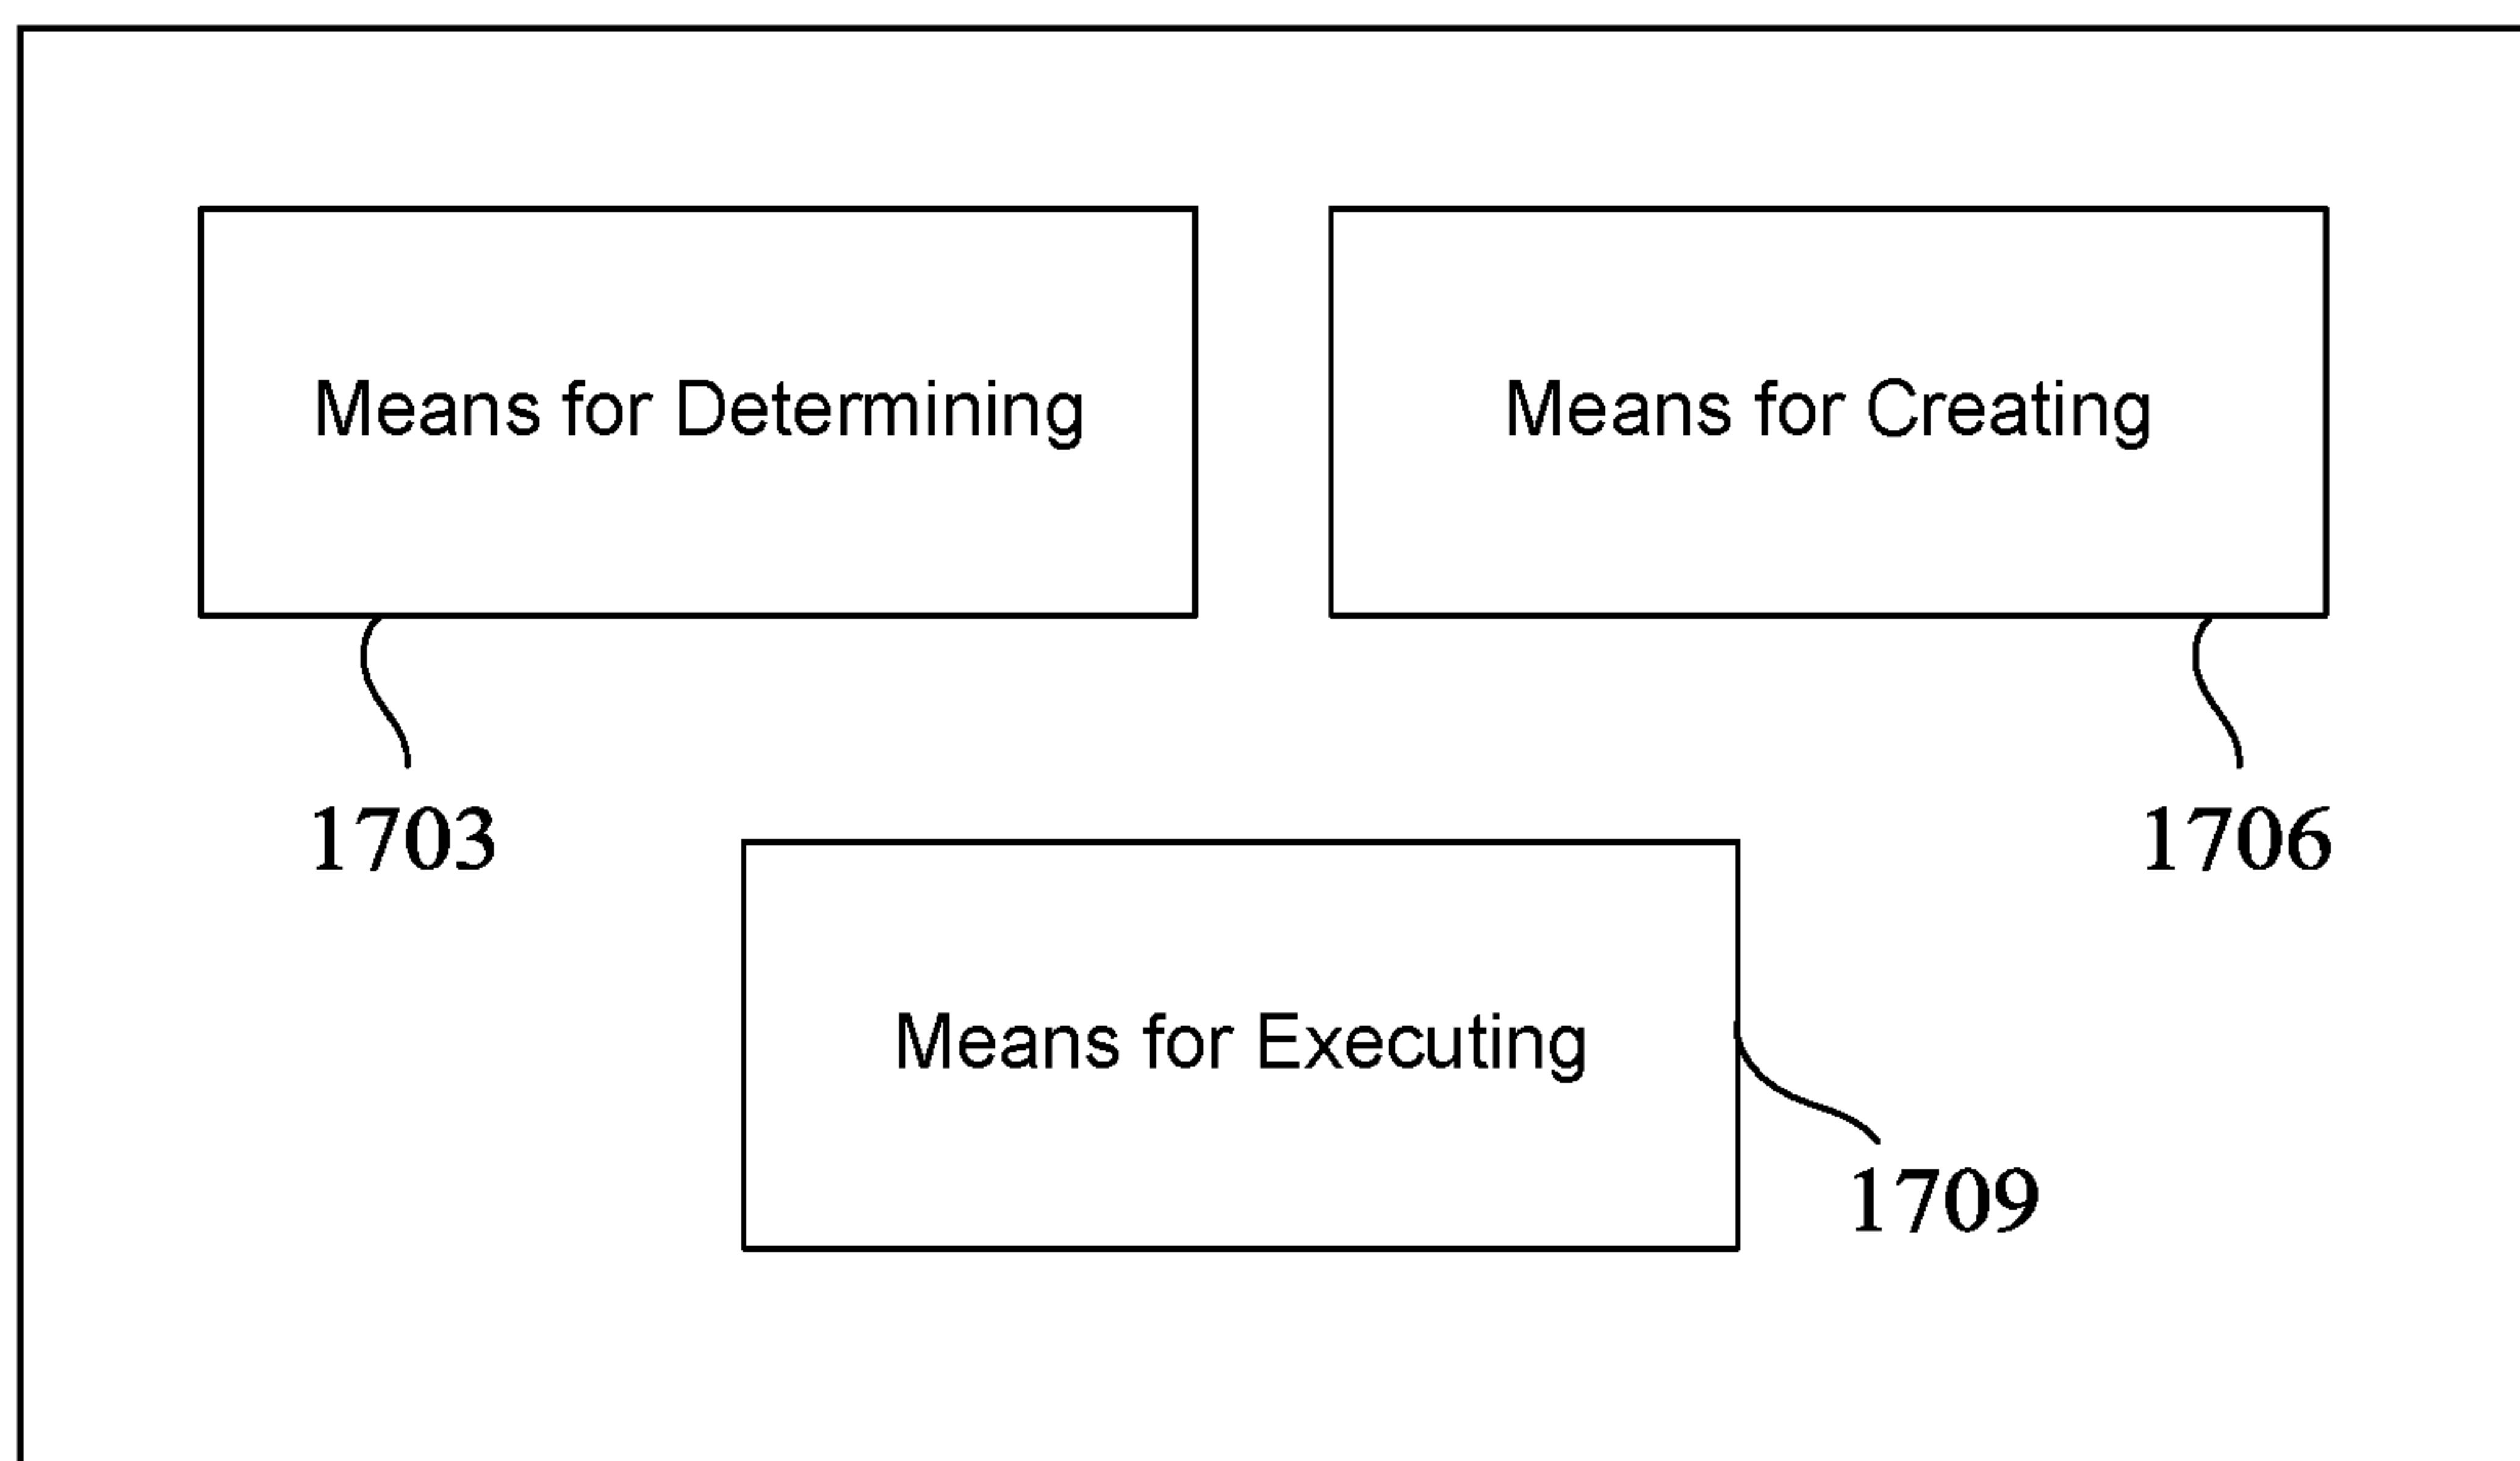 Means for Determining
Means for Creating
1703
1706
Means for Executing
1709